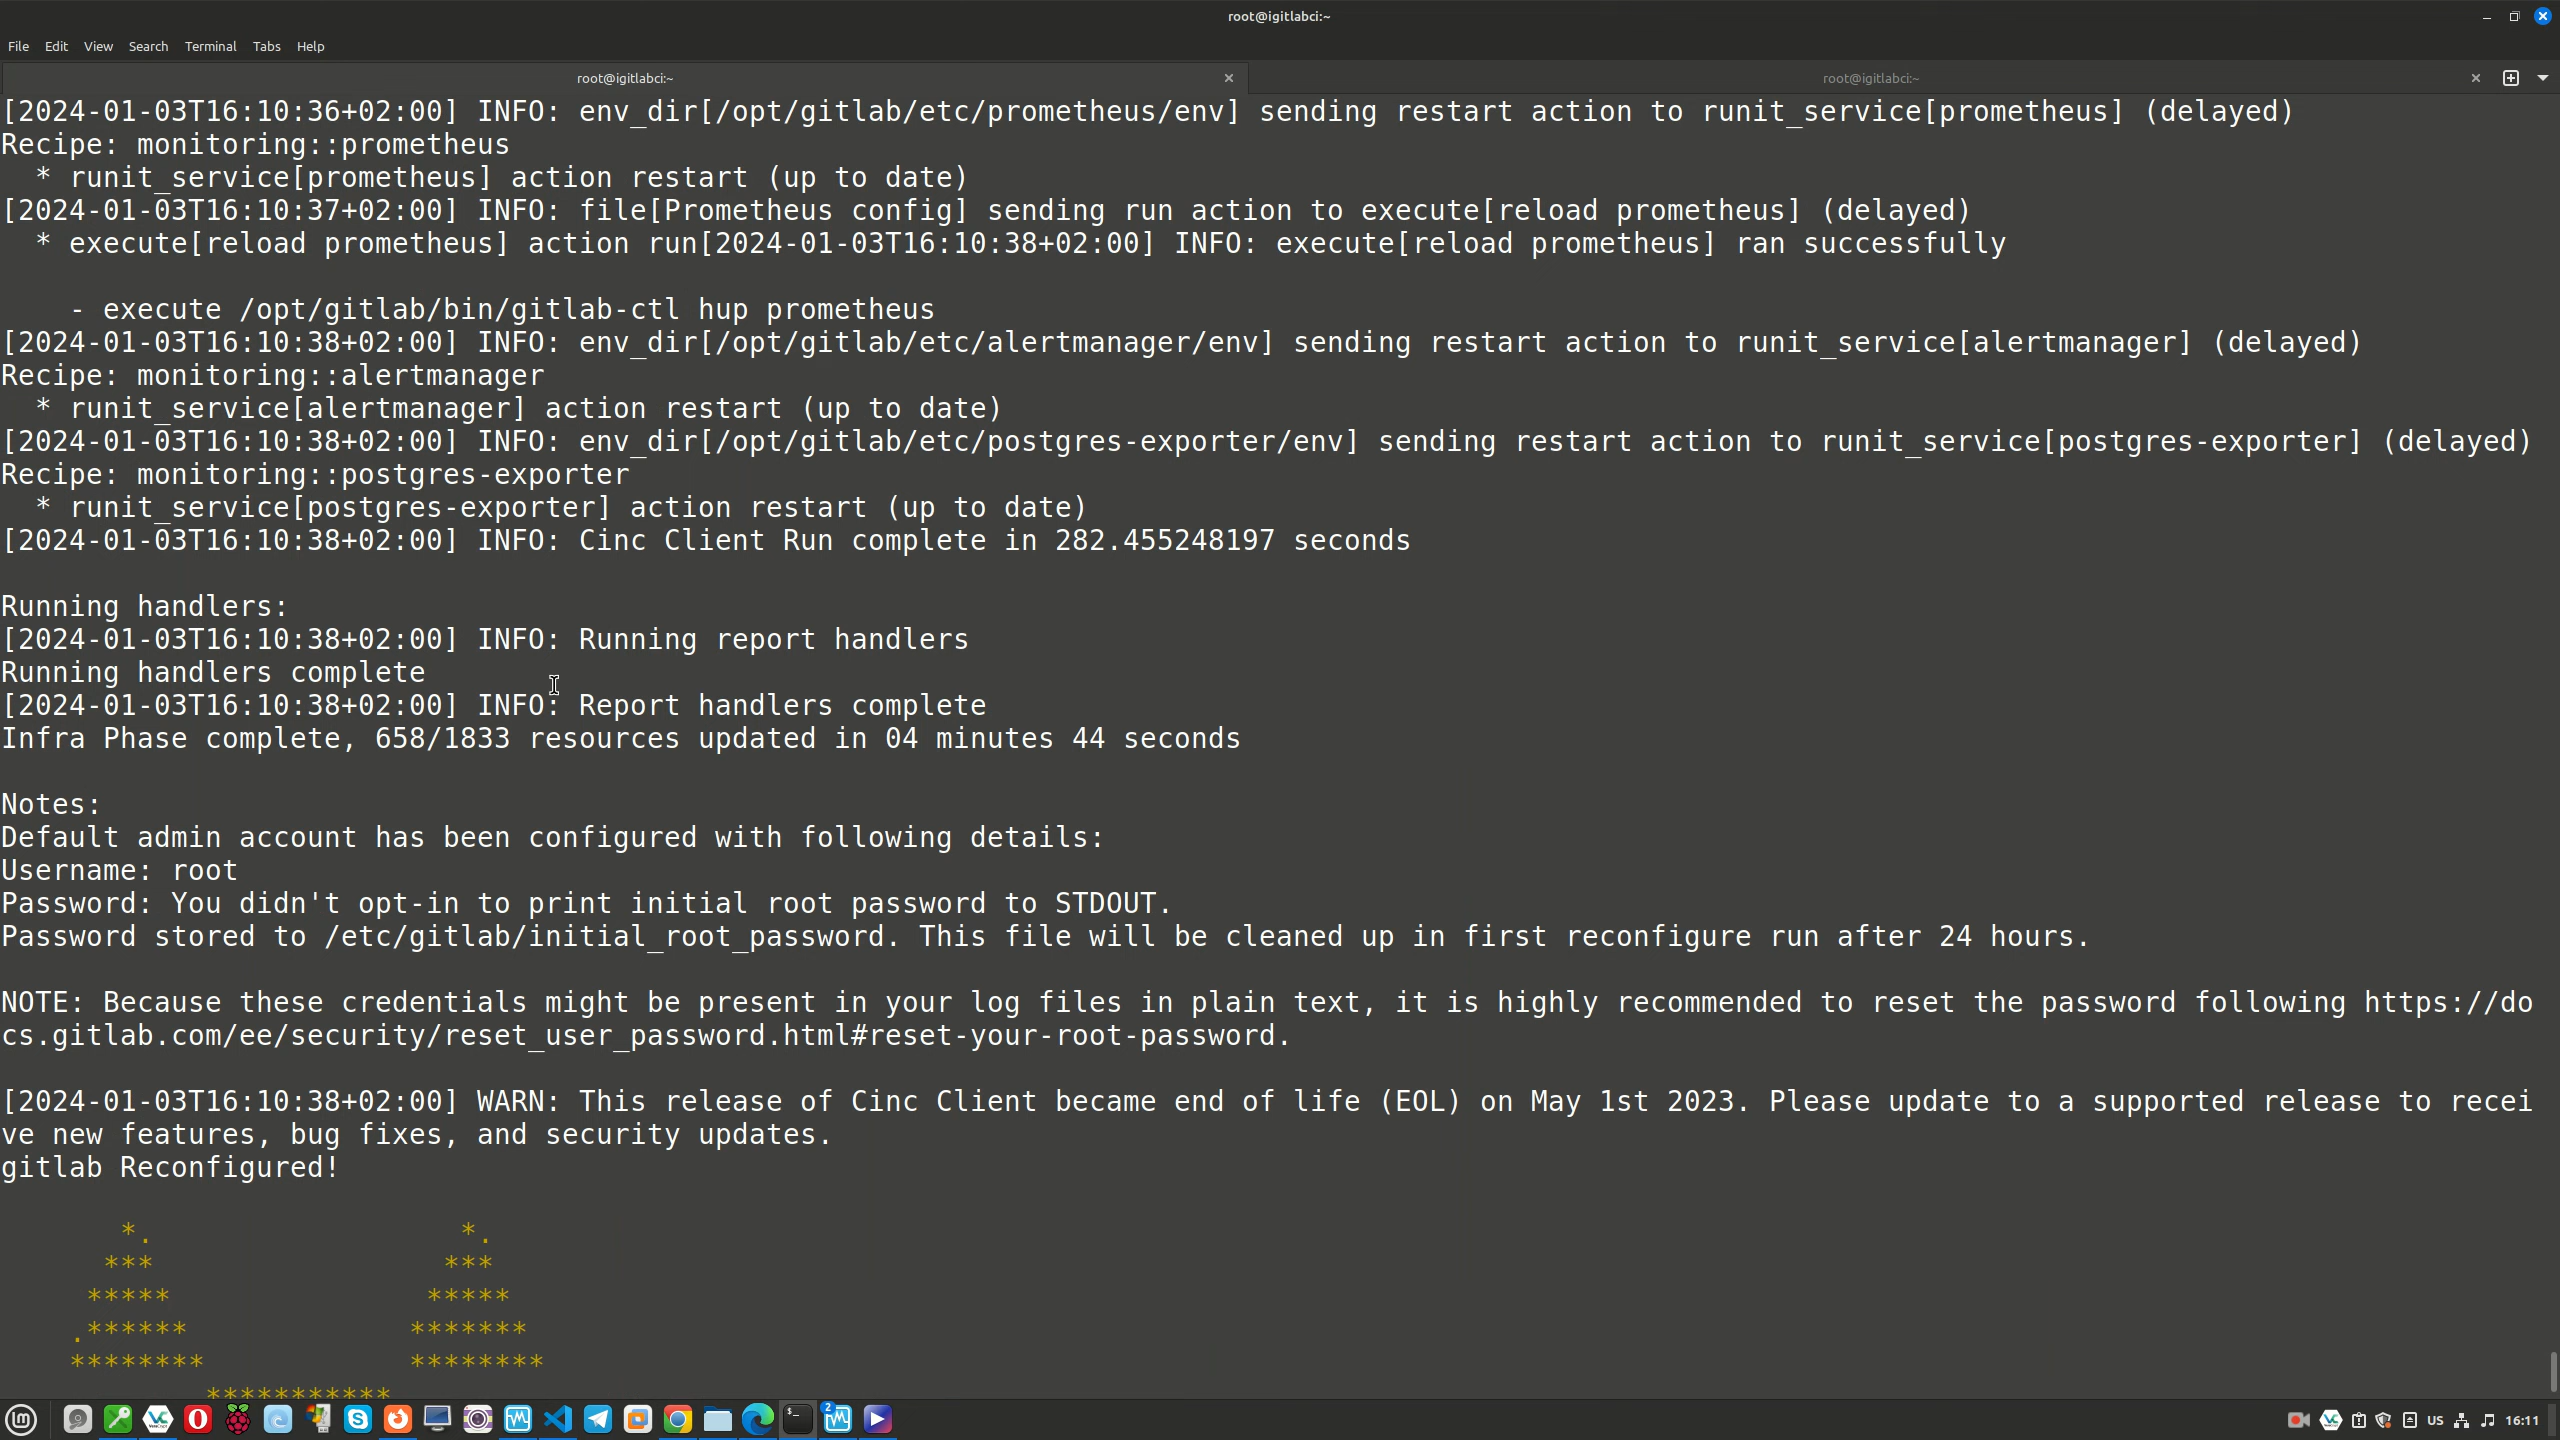 root@igitlabci:~
File Edit View Search Terminal Tabs Help
root@igitlabci:~ root@igitlabci:~
[2024-01-03T16:10:36+02:00] INFO: env_dir[/opt/gitlab/etc/prometheus/env] sending restart action to runit_service[prometheus] (delayed)
Recipe: monitoring::prometheus
  * runit_service[prometheus] action restart (up to date)
[2024-01-03T16:10:37+02:00] INFO: file[Prometheus config] sending run action to execute[reload prometheus] (delayed)
  * execute[reload prometheus] action run[2024-01-03T16:10:38+02:00] INFO: execute[reload prometheus] ran successfully
    - execute /opt/gitlab/bin/gitlab-ctl hup prometheus
[2024-01-03T16:10:38+02:00] INFO: env_dir[/opt/gitlab/etc/alertmanager/env] sending restart action to runit_service[alertmanager] (delayed)
Recipe: monitoring::alertmanager
  * runit_service[alertmanager] action restart (up to date)
[2024-01-03T16:10:38+02:00] INFO: env_dir[/opt/gitlab/etc/postgres-exporter/env] sending restart action to runit_service[postgres-exporter] (delayed)
Recipe: monitoring::postgres-exporter
  * runit_service[postgres-exporter] action restart (up to date)
[2024-01-03T16:10:38+02:00] INFO: Cinc Client Run complete in 282.455248197 seconds
Running handlers:
[2024-01-03T16:10:38+02:00] INFO: Running report handlers
Running handlers complete
[2024-01-03T16:10:38+02:00] INFO: Report handlers complete
Infra Phase complete, 658/1833 resources updated in 04 minutes 44 seconds
Notes:
Default admin account has been configured with following details:
Username: root
Password: You didn't opt-in to print initial root password to STDOUT.
Password stored to /etc/gitlab/initial_root_password. This file will be cleaned up in first reconfigure run after 24 hours.
NOTE: Because these credentials might be present in your log files in plain text, it is highly recommended to reset the password following https://do
cs.gitlab.com/ee/security/reset_user_password.html#reset-your-root-password.
[2024-01-03T16:10:38+02:00] WARN: This release of Cinc Client became end of life (EOL) on May 1st 2023. Please update to a supported release to recei
ve new features, bug fixes, and security updates.
gitlab Reconfigured!
       *.                  *.
      ***                 ***
     *****               *****
    .******             *******
    ********            ********
            ***********
US 16:11